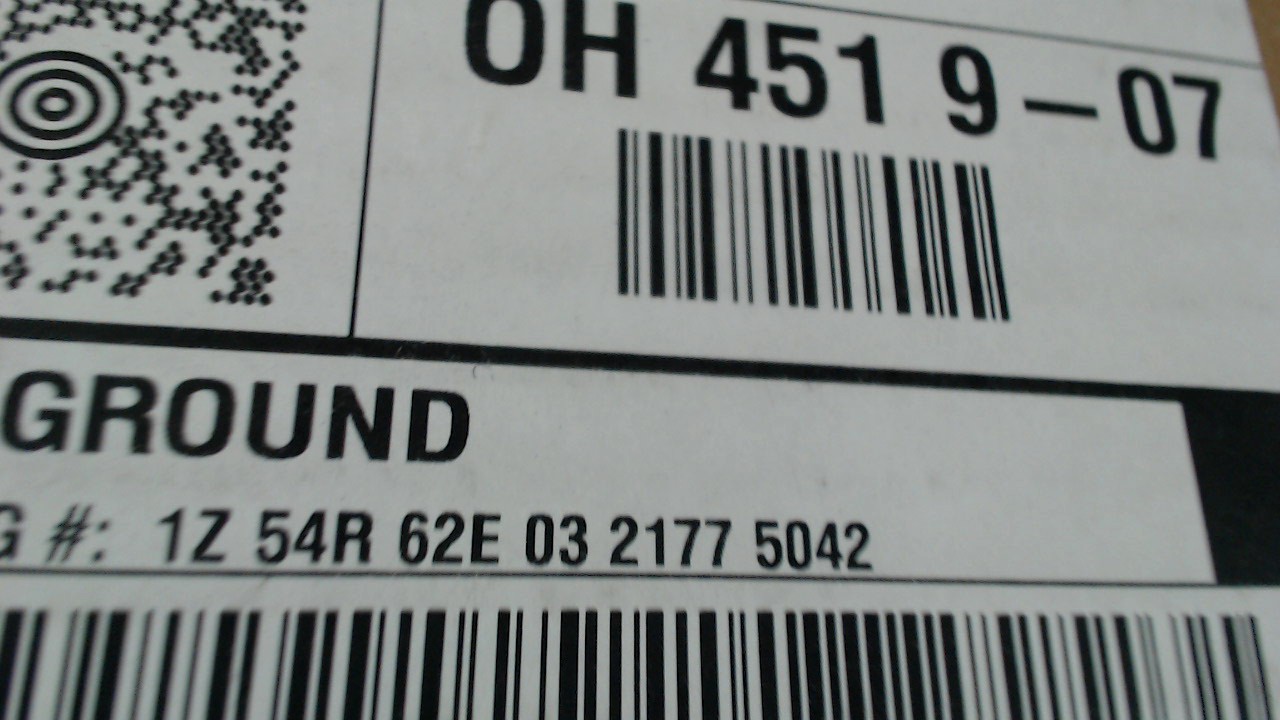 OH 451 9-07
GROUND
G #: 1Z 54R 62E 03 2177 5042